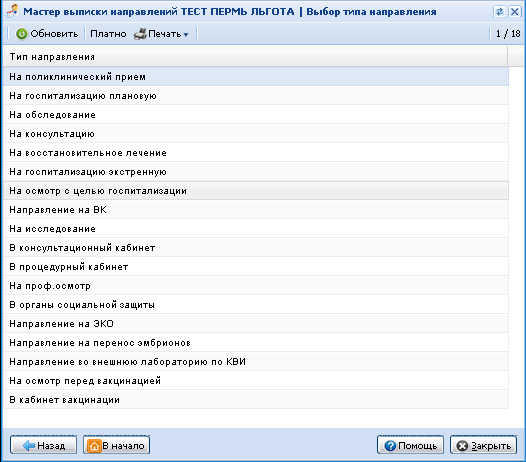 Мастер выписки направлений ТЕСТ ПЕРМЬ ЛЬГОТА | Выбор типа направления
Обновить Платно Печать 1 / 18
Тип направления
На поликлинический прием
На госпитализацию плановую
На обследование
На консультацию
На восстановительное лечение
На госпитализацию экстренную
На осмотр с целью госпитализации
Направление на ВК
На исследование
В консультационный кабинет
В процедурный кабинет
На проф.осмотр
В органы социальной защиты
Направление на ЭКО
Направление на перенос эмбрионов
Направление во внешнюю лабораторию по КВИ
На осмотр перед вакцинацией
В кабинет вакцинации
Назад В начало Помощь Закрыть